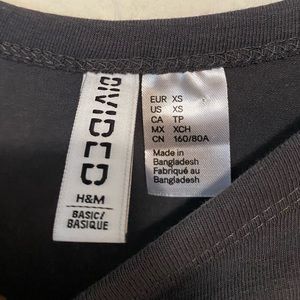 DIVIDED
H&M
BASIC/
BASIQUE
EUR XS
US XS
CA TP
MX XCH
CN 160/80A
Made in
Bangladesh
Fabriqué au
Bangladesh